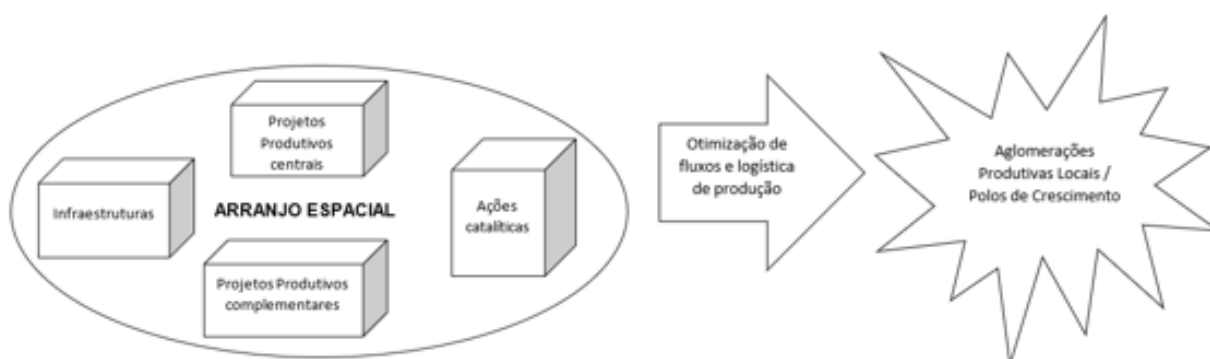 Projetos
Produtivos
centrais
Infraestruturas
ARRANJO ESPACIAL
Ações
catalíticas
Projetos Produtivos
complementares
Otimização de
fluxos e logística
de produção
Aglomerações
Produtivas Locais /
Polos de Crescimento